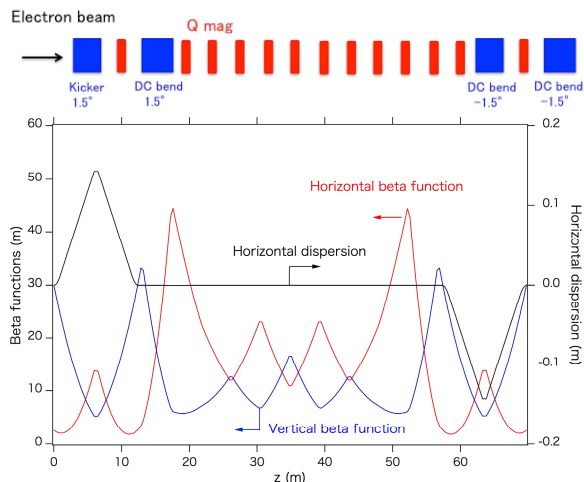 Electron beam
Q mag
Kicker
1.5°
DC bend
1.5°
DC bend
-1.5°
DC bend
-1.5°
60
50
40
30
20
10
0
Beta functions (m)
0.2
0.1
0.0
-0.1
-0.2
Horizontal dispersion (m)
Horizontal beta function
Horizontal dispersion
Vertical beta function
0
10
20
30
40
50
60
z (m)